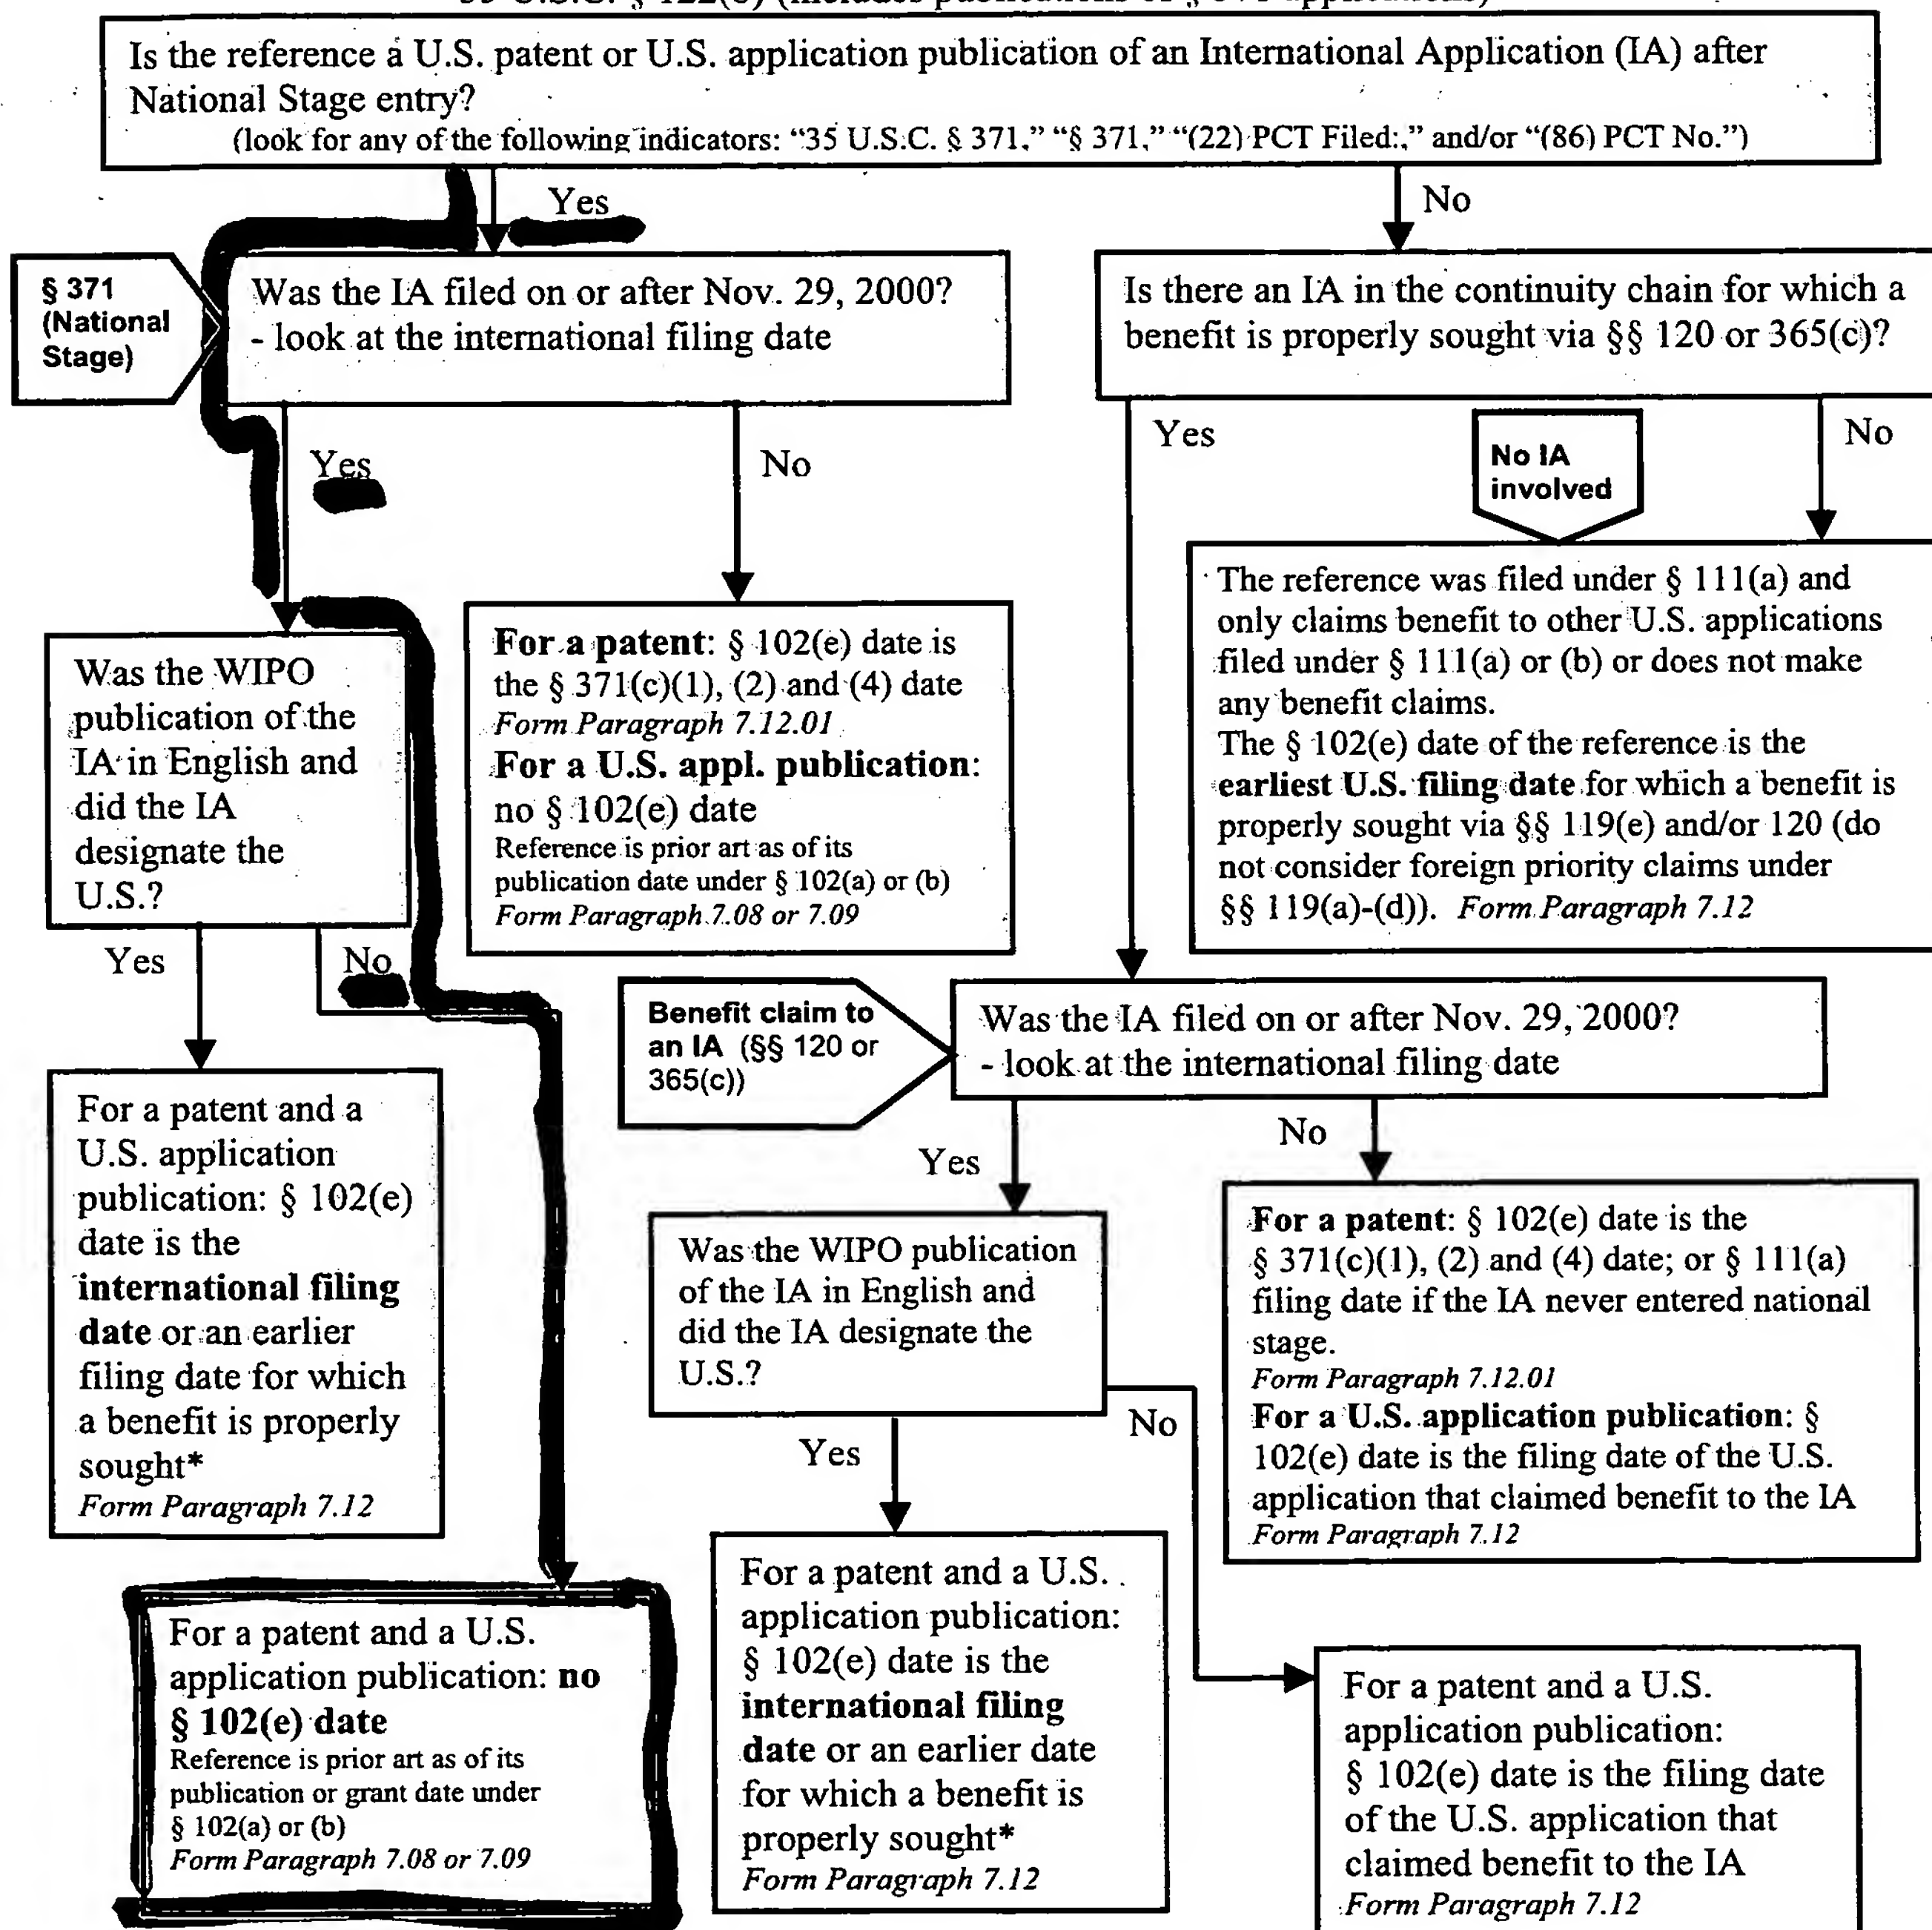 Is the reference a U.S. patent or U.S. application publication of an International Application (IA) after
National Stage entry?
(look for any of the following indicators: “35 U.S.C. § 371,” “§ 371,” “(22) PCT Filed:,” and/or “(86) PCT No.”)
Yes
No
§ 371
(National
Stage)
Was the IA filed on or after Nov. 29, 2000?
- look at the international filing date
Is there an IA in the continuity chain for which a
benefit is properly sought via §§ 120 or 365(c)?
Yes
No
Yes
No IA
involved
No
Was the WIPO
publication of the
IA in English and
did the IA
designate the
U.S.?
For a patent: § 102(e) date is
the § 371(c)(1), (2) and (4) date
Form Paragraph 7.12.01
For a U.S. appl. publication:
no § 102(e) date
Reference is prior art as of its
publication date under § 102(a) or (b)
Form Paragraph 7.08 or 7.09
The reference was filed under § 111(a) and
only claims benefit to other U.S. applications
filed under § 111(a) or (b) or does not make
any benefit claims.
The § 102(e) date of the reference is the
earliest U.S. filing date for which a benefit is
properly sought via §§ 119(e) and/or 120 (do
not consider foreign priority claims under
§§ 119(a)-(d)). Form Paragraph 7.12
Yes
No
Benefit claim to
an IA (§§ 120 or
365(c))
Was the IA filed on or after Nov. 29, 2000?
- look at the international filing date
For a patent and a
U.S. application
publication: § 102(e)
date is the
international filing
date or an earlier
filing date for which
a benefit is properly
sought*
Form Paragraph 7.12
Yes
No
Was the WIPO publication
of the IA in English and
did the IA designate the
U.S.?
For a patent: § 102(e) date is the
§ 371(c)(1), (2) and (4) date; or § 111(a)
filing date if the IA never entered national
stage.
Form Paragraph 7.12.01
For a U.S. application publication: §
102(e) date is the filing date of the U.S.
application that claimed benefit to the IA
Form Paragraph 7.12
Yes
No
For a patent and a U.S.
application publication: no
§ 102(e) date
Reference is prior art as of its
publication or grant date under
§ 102(a) or (b)
Form Paragraph 7.08 or 7.09
For a patent and a U.S.
application publication:
§ 102(e) date is the
international filing
date or an earlier date
for which a benefit is
properly sought*
Form Paragraph 7.12
For a patent and a U.S.
application publication:
§ 102(e) date is the filing date
of the U.S. application that
claimed benefit to the IA
Form Paragraph 7.12